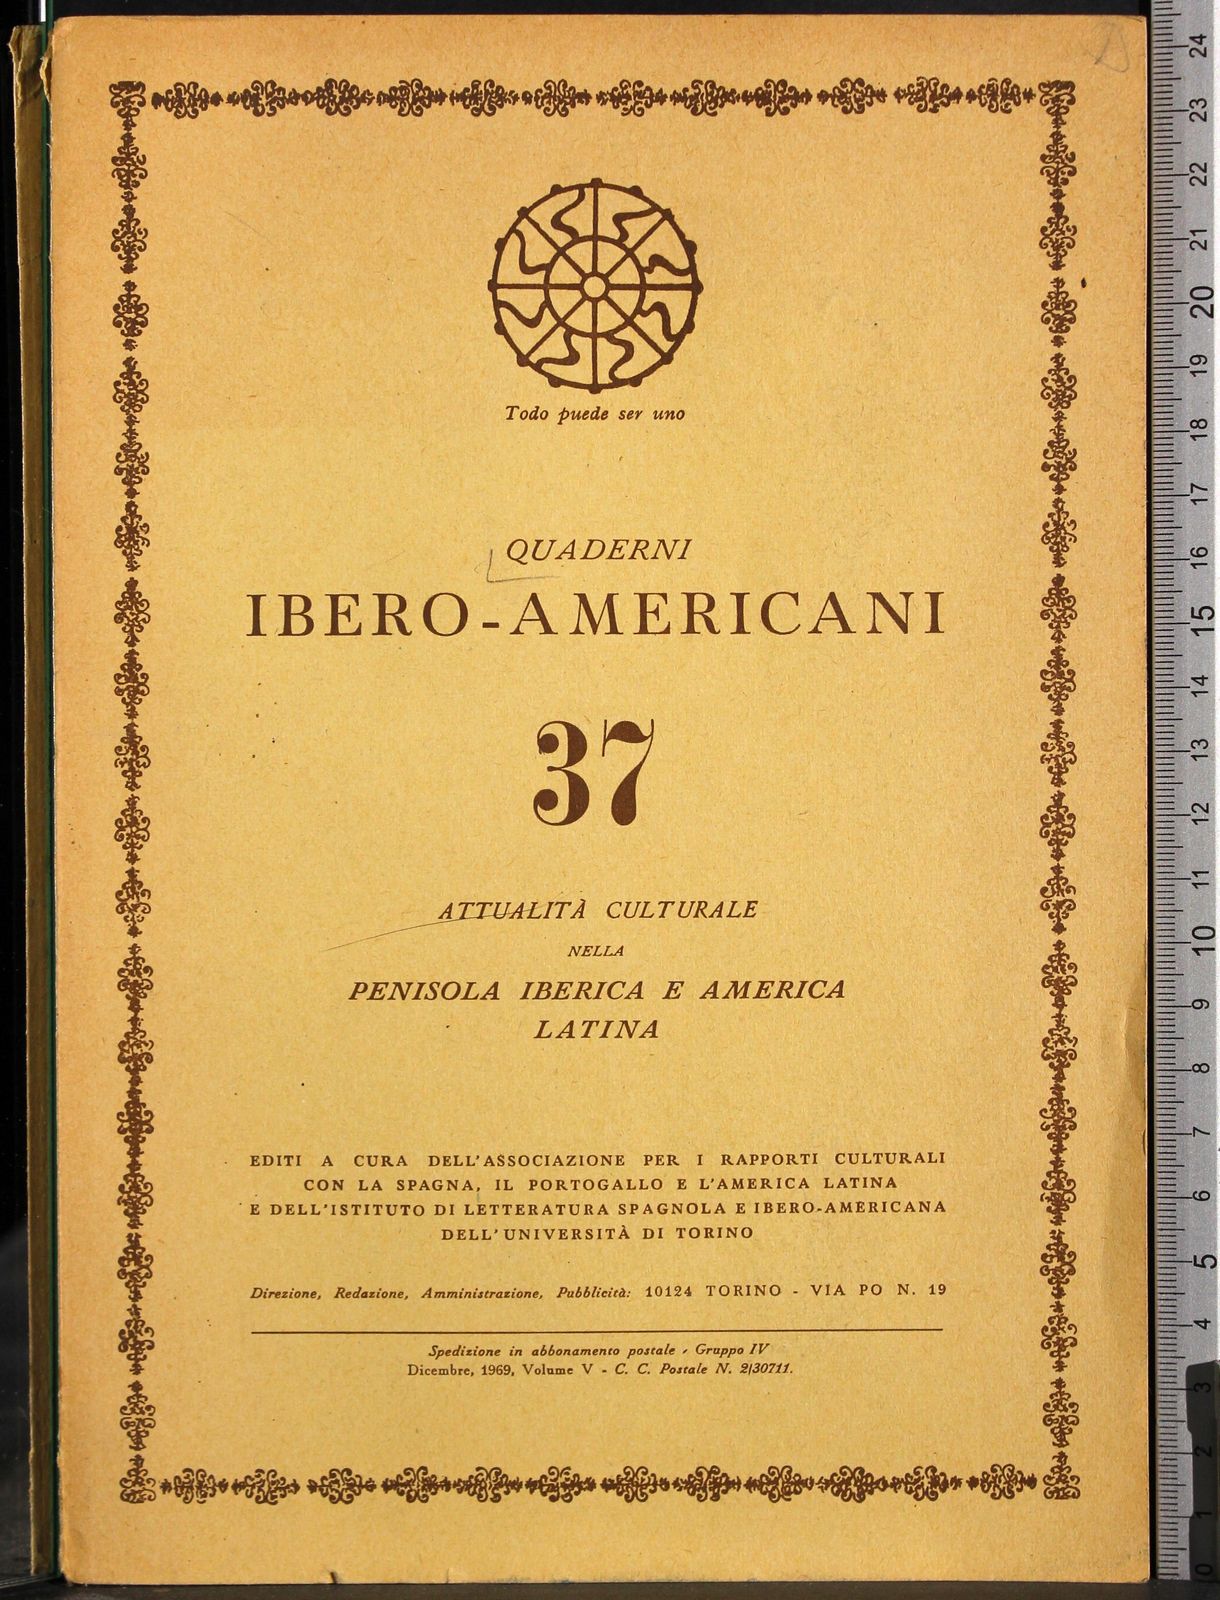 Todo puede ser uno
QUADERNI
IBERO-AMERICANI
37
ATTUALITÀ CULTURALE
NELLA
PENISOLA IBERICA E AMERICA
LATINA
EDITI A CURA DELL'ASSOCIAZIONE PER I RAPPORTI CULTURALI
CON LA SPAGNA, IL PORTOGALLO E L'AMERICA LATINA
E DELL'ISTITUTO DI LETTERATURA SPAGNOLA E IBERO-AMERICANA
DELL'UNIVERSITÀ DI TORINO
Direzione, Redazione, Amministrazione, Pubblicità: 10124 TORINO - VIA PO N. 19
Spedizione in abbonamento postale - Gruppo IV
Dicembre, 1969, Volume V - C. C. Postale N. 2/30711.
24
23
22
21
20
19
18
17
16
15
14
13
12
11
10
9
8
7
6
5
4
3
2
1
0